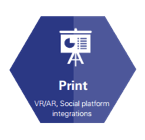 Print
VR/AR, Social platform
integrations